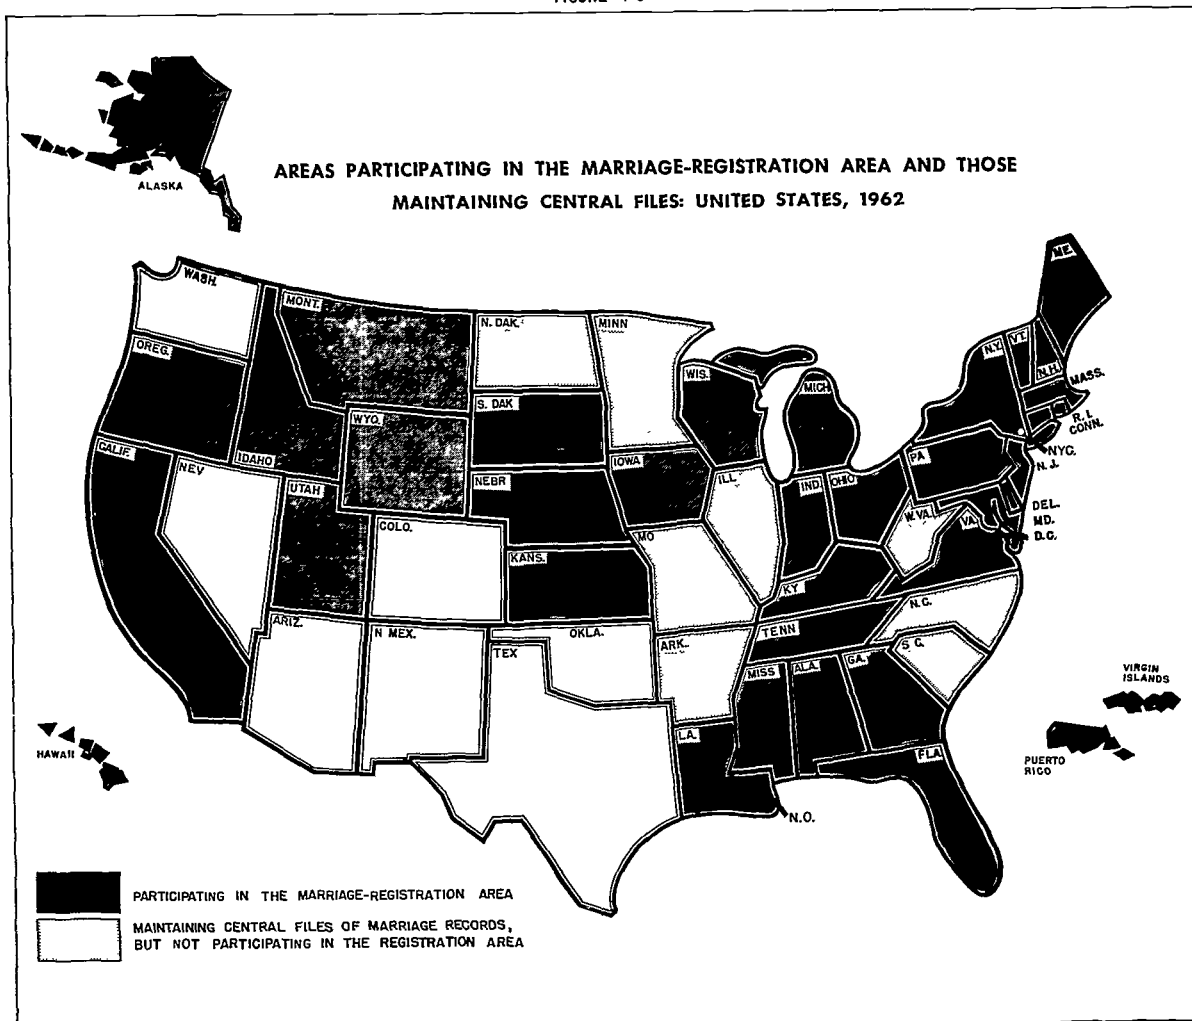 ALASKA
AREAS PARTICIPATING IN THE MARRIAGE-REGISTRATION AREA AND THOSE
MAINTAINING CENTRAL FILES: UNITED STATES, 1962
ME.
WASH.
MONT.
N. DAK.
MINN
OREG.
N.Y.
VT.
N.H.
MASS.
WIS.
MICH.
S. DAK
WYO.
R. I.
CONN.
CALIF.
NEV
IDAHO
IOWA
PA
NYC.
N. J.
UTAH
NEBR
ILL
IND.
OHIO
W.VA.
VA.
DEL.
MD.
D.C.
COLO.
KANS.
MO
KY
N.C.
ARIZ.
N MEX.
OKLA.
TEX
ARK.
TENN
S C.
MISS
ALA.
GA.
VIRGIN
ISLANDS
HAWAII
LA.
FLA.
PUERTO
RICO
N.O.
PARTICIPATING IN THE MARRIAGE-REGISTRATION AREA
MAINTAINING CENTRAL FILES OF MARRIAGE RECORDS,
BUT NOT PARTICIPATING IN THE REGISTRATION AREA